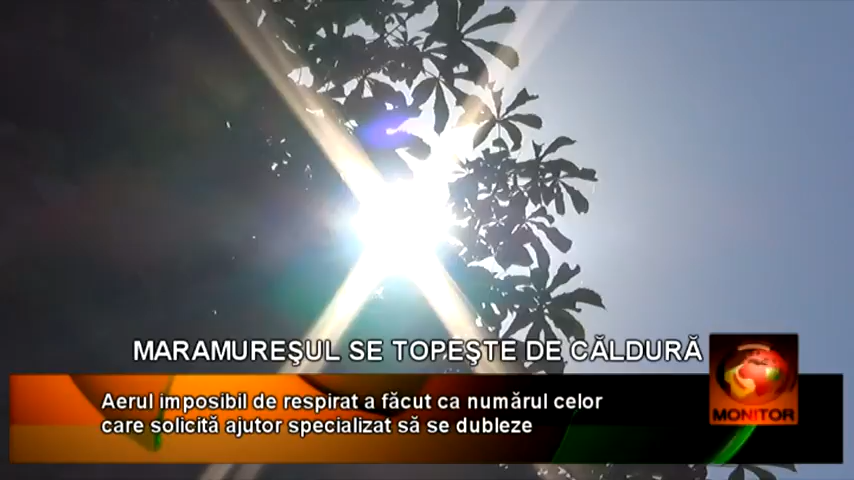 MARAMUREŞUL SE TOPEŞTE DE CĂLDURĂ
Aerul imposibil de respirat a făcut ca numărul celor
care solicită ajutor specializat să se dubleze
MONITOR